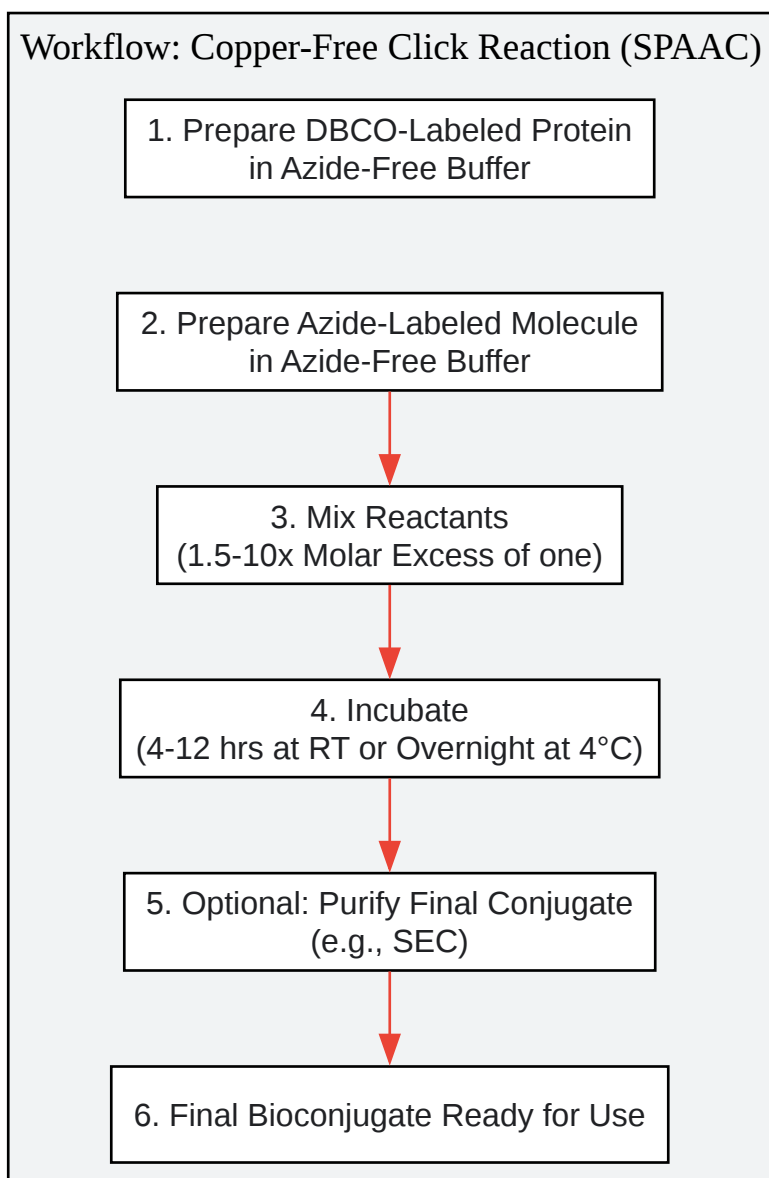 Workflow: Copper-Free Click Reaction (SPAAC)
1. Prepare DBCO-Labeled Protein
in Azide-Free Buffer
2. Prepare Azide-Labeled Molecule
in Azide-Free Buffer
3. Mix Reactants
(1.5-10x Molar Excess of one)
4. Incubate
(4-12 hrs at RT or Overnight at 4°C)
5. Optional: Purify Final Conjugate
(e.g., SEC)
6. Final Bioconjugate Ready for Use